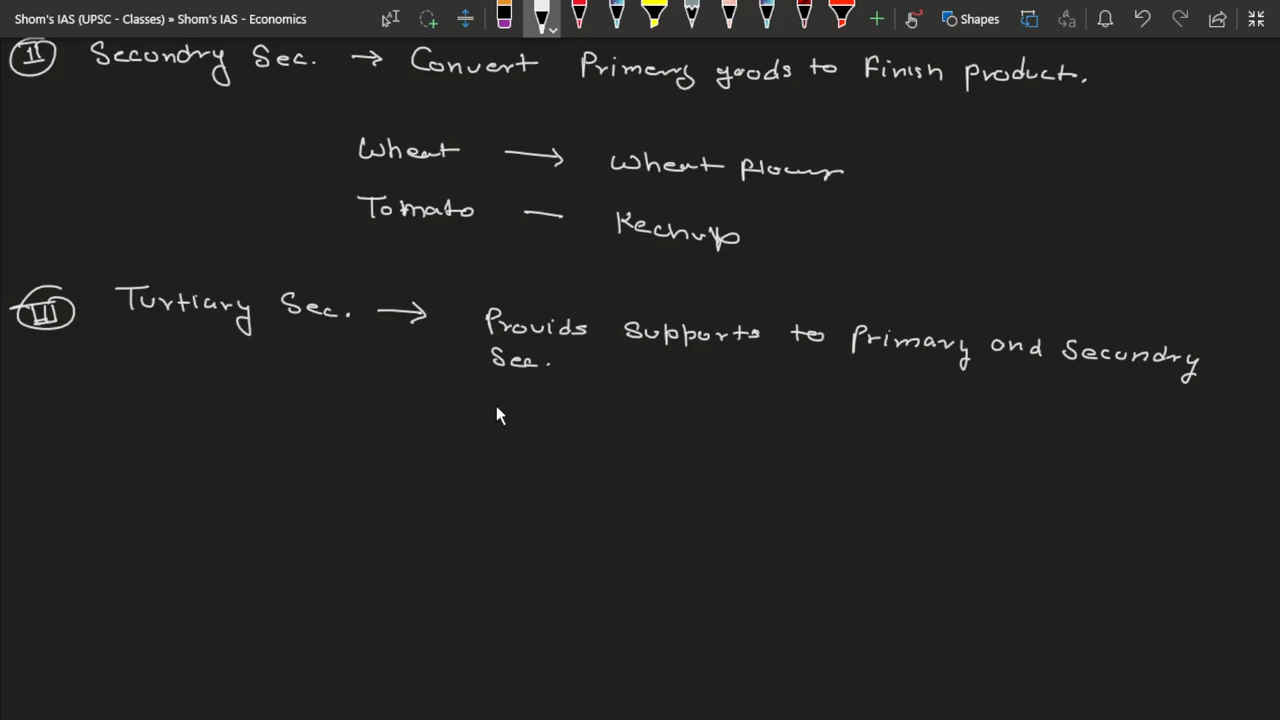 Shom's IAS (UPSC - Classes) » Shom's IAS - Economics
Shapes
II Secondry Sec. → Convert Primery goods to Finish product.
Wheat → Wheat Flour
Tomato — Kechup
III Turtiary Sec. → Provids supports to Primary and Secondry
Sec.